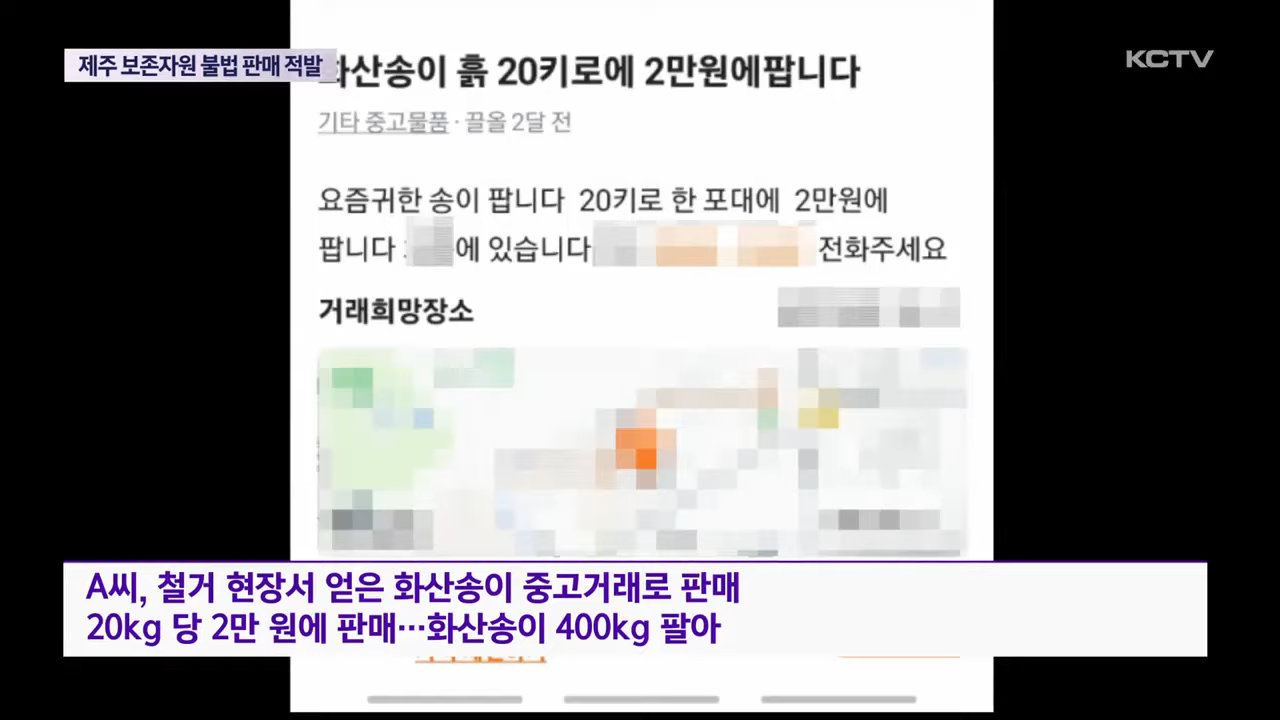 제주 보존자원 불법 판매 적발
KCTV
화산송이 흙 20키로에 2만원에팝니다
기타 중고물품 · 끌올 2달 전
요즘귀한 송이 팝니다 20키로 한 포대에 2만원에
팝니다 에 있습니다 전화주세요
거래희망장소
A씨, 철거 현장서 얻은 화산송이 중고거래로 판매
20kg 당 2만 원에 판매…화산송이 400kg 팔아